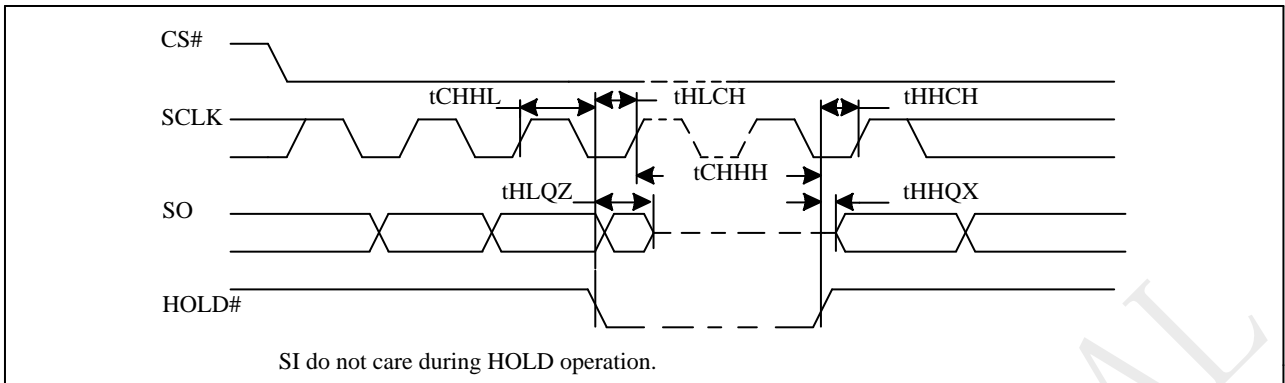 CS#
tCHHL
tHLCH
tHHCH
SCLK
tCHHH
tHLQZ
tHHQX
SO
HOLD#
SI do not care during HOLD operation.